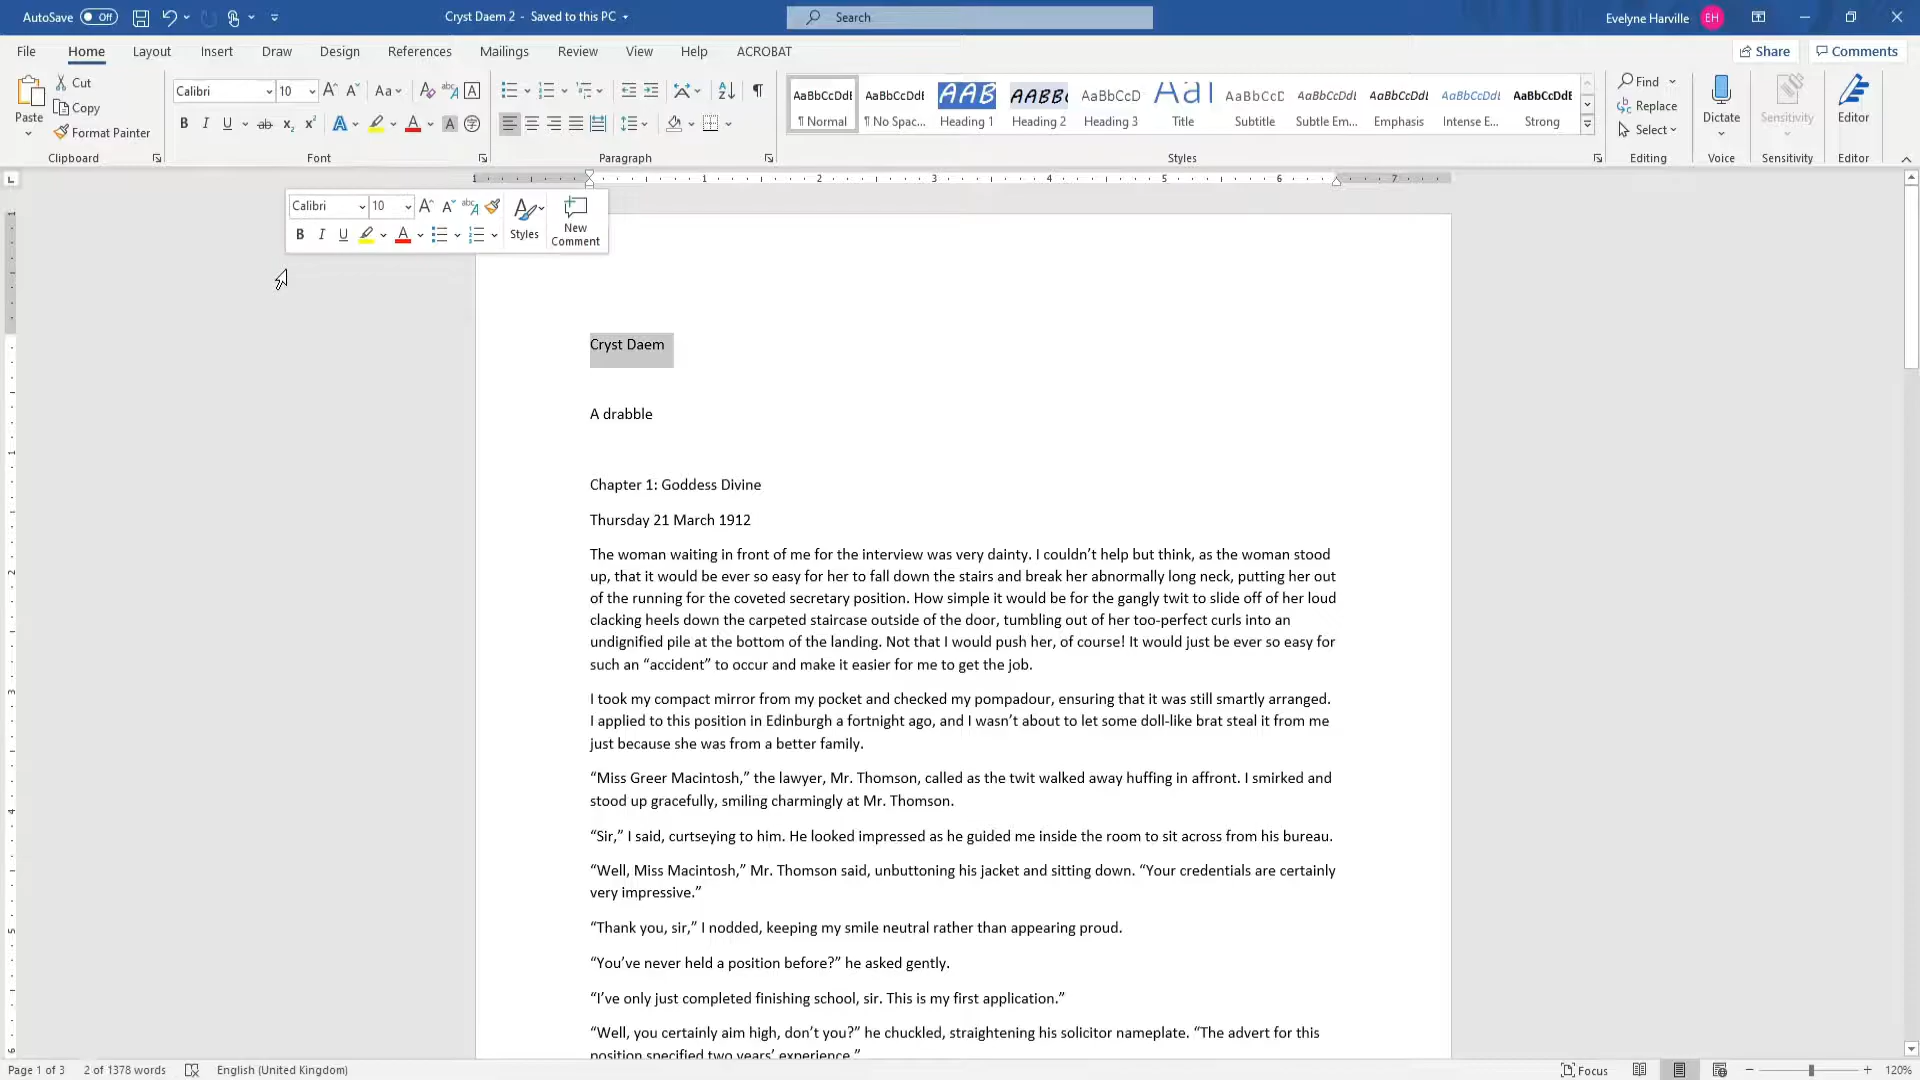 AutoSave Off Cryst Daem 2 - Saved to this PC Search Evelyne Harville EH
File Home Layout Insert Draw Design References Mailings Review View Help ACROBAT Share Comments
Paste Cut Copy Format Painter
Calibri 10
AaBbCcDdE AaBbCcDdE AAB AABBC AaBbCcD AaI AaBbCcD AaBbCcDdE AaBbCcDdE AaBbCcDdE AaBbCcDdE
¶ Normal ¶ No Spac... Heading 1 Heading 2 Heading 3 Title Subtitle Subtle Em... Emphasis Intense E... Strong
Find Replace Select Dictate Sensitivity Editor
Clipboard Font Paragraph Styles Editing Voice Sensitivity Editor
1 1 2 3 4 5 6 7
Calibri 10
B I U Styles New
Comment
Cryst Daem
A drabble
Chapter 1: Goddess Divine
Thursday 21 March 1912
The woman waiting in front of me for the interview was very dainty. I couldn’t help but think, as the woman stood
up, that it would be ever so easy for her to fall down the stairs and break her abnormally long neck, putting her out
of the running for the coveted secretary position. How simple it would be for the gangly twit to slide off of her loud
clacking heels down the carpeted staircase outside of the door, tumbling out of her too-perfect curls into an
undignified pile at the bottom of the landing. Not that I would push her, of course! It would just be ever so easy for
such an “accident” to occur and make it easier for me to get the job.
I took my compact mirror from my pocket and checked my pompadour, ensuring that it was still smartly arranged.
I applied to this position in Edinburgh a fortnight ago, and I wasn’t about to let some doll-like brat steal it from me
just because she was from a better family.
“Miss Greer Macintosh,” the lawyer, Mr. Thomson, called as the twit walked away huffing in affront. I smirked and
stood up gracefully, smiling charmingly at Mr. Thomson.
“Sir,” I said, curtseying to him. He looked impressed as he guided me inside the room to sit across from his bureau.
“Well, Miss Macintosh,” Mr. Thomson said, unbuttoning his jacket and sitting down. “Your credentials are certainly
very impressive.”
“Thank you, sir,” I nodded, keeping my smile neutral rather than appearing proud.
“You’ve never held a position before?” he asked gently.
“I’ve only just completed finishing school, sir. This is my first application.”
“Well, you certainly aim high, don’t you?” he chuckled, straightening his solicitor nameplate. “The advert for this
position specified two years’ experience.”
Page 1 of 3 2 of 1378 words English (United Kingdom) Focus 120%